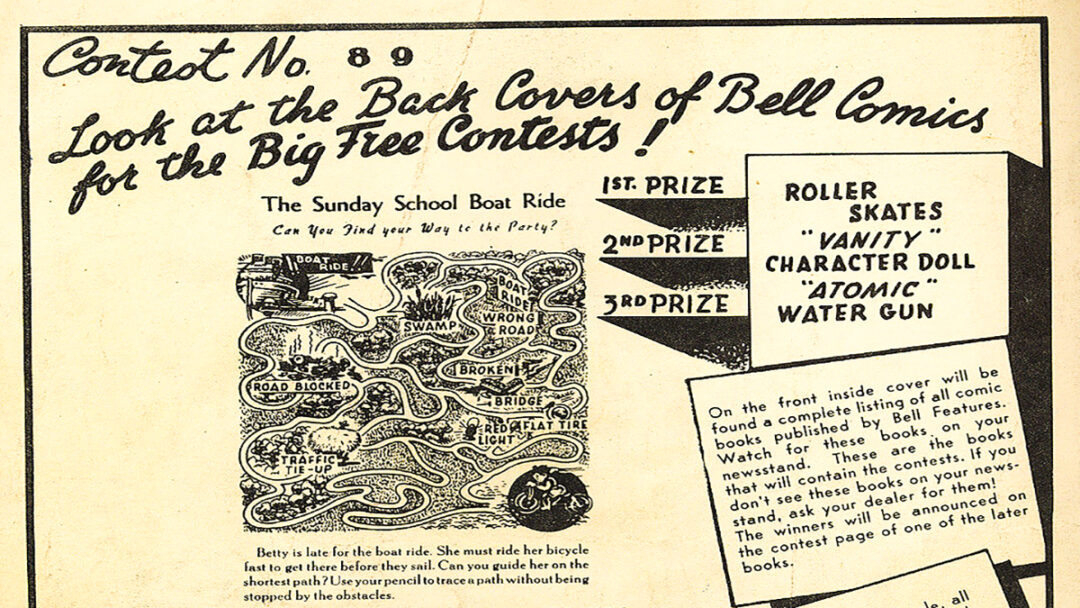 Contest No. 89
Look at the Back Covers of Bell Comics
for the Big Free Contests!
The Sunday School Boat Ride
Can You Find your Way to the Party?
BOAT
RIDE!!
BOAT
RIDE
WRONG
ROAD
SWAMP
BROKEN
BRIDGE
ROAD BLOCKED
RED
LIGHT
FLAT TIRE
TRAFFIC
TIE-UP
Betty is late for the boat ride. She must ride her bicycle
fast to get there before they sail. Can you guide her on the
shortest path? Use your pencil to trace a path without being
stopped by the obstacles.
1ST. PRIZE
2ND PRIZE
3RD PRIZE
ROLLER
SKATES
"VANITY"
CHARACTER DOLL
"ATOMIC"
WATER GUN
On the front inside cover will be
found a complete listing of all comic
books published by Bell Features.
Watch for these books on your
newsstand. These are the books
that will contain the contests. If you
don't see these books on your news-
stand, ask your dealer for them!
The winners will be announced on
the contest page of one of the later
books.
all